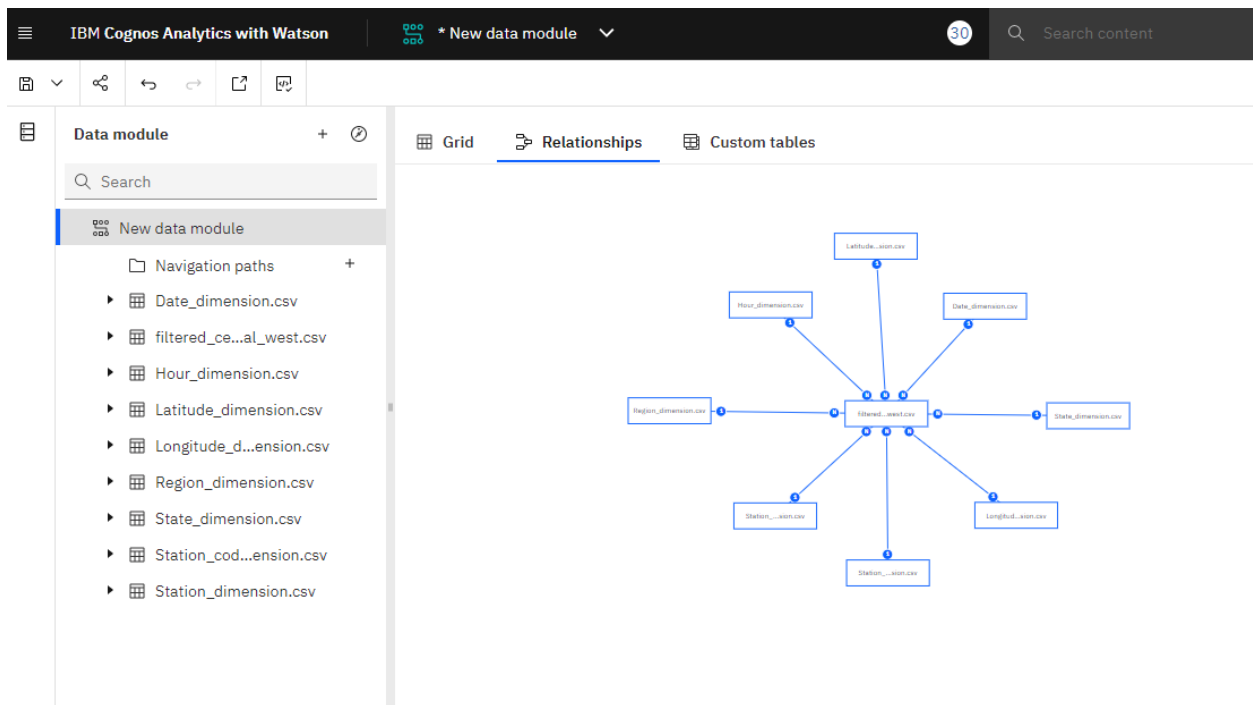 IBM Cognos Analytics with Watson
* New data module
30
Search content
Data module
Grid
Relationships
Custom tables
Search
New data module
Navigation paths
Date_dimension.csv
filtered_ce...al_west.csv
Hour_dimension.csv
Latitude_dimension.csv
Longitude_d...ension.csv
Region_dimension.csv
State_dimension.csv
Station_cod...ension.csv
Station_dimension.csv
Latitude...sion.csv
Hour_dimension.csv
Date_dimension.csv
Region_dimension.csv
filtered...west.csv
State_dimension.csv
Station_...sion.csv
Longitud...sion.csv
Station_...sion.csv